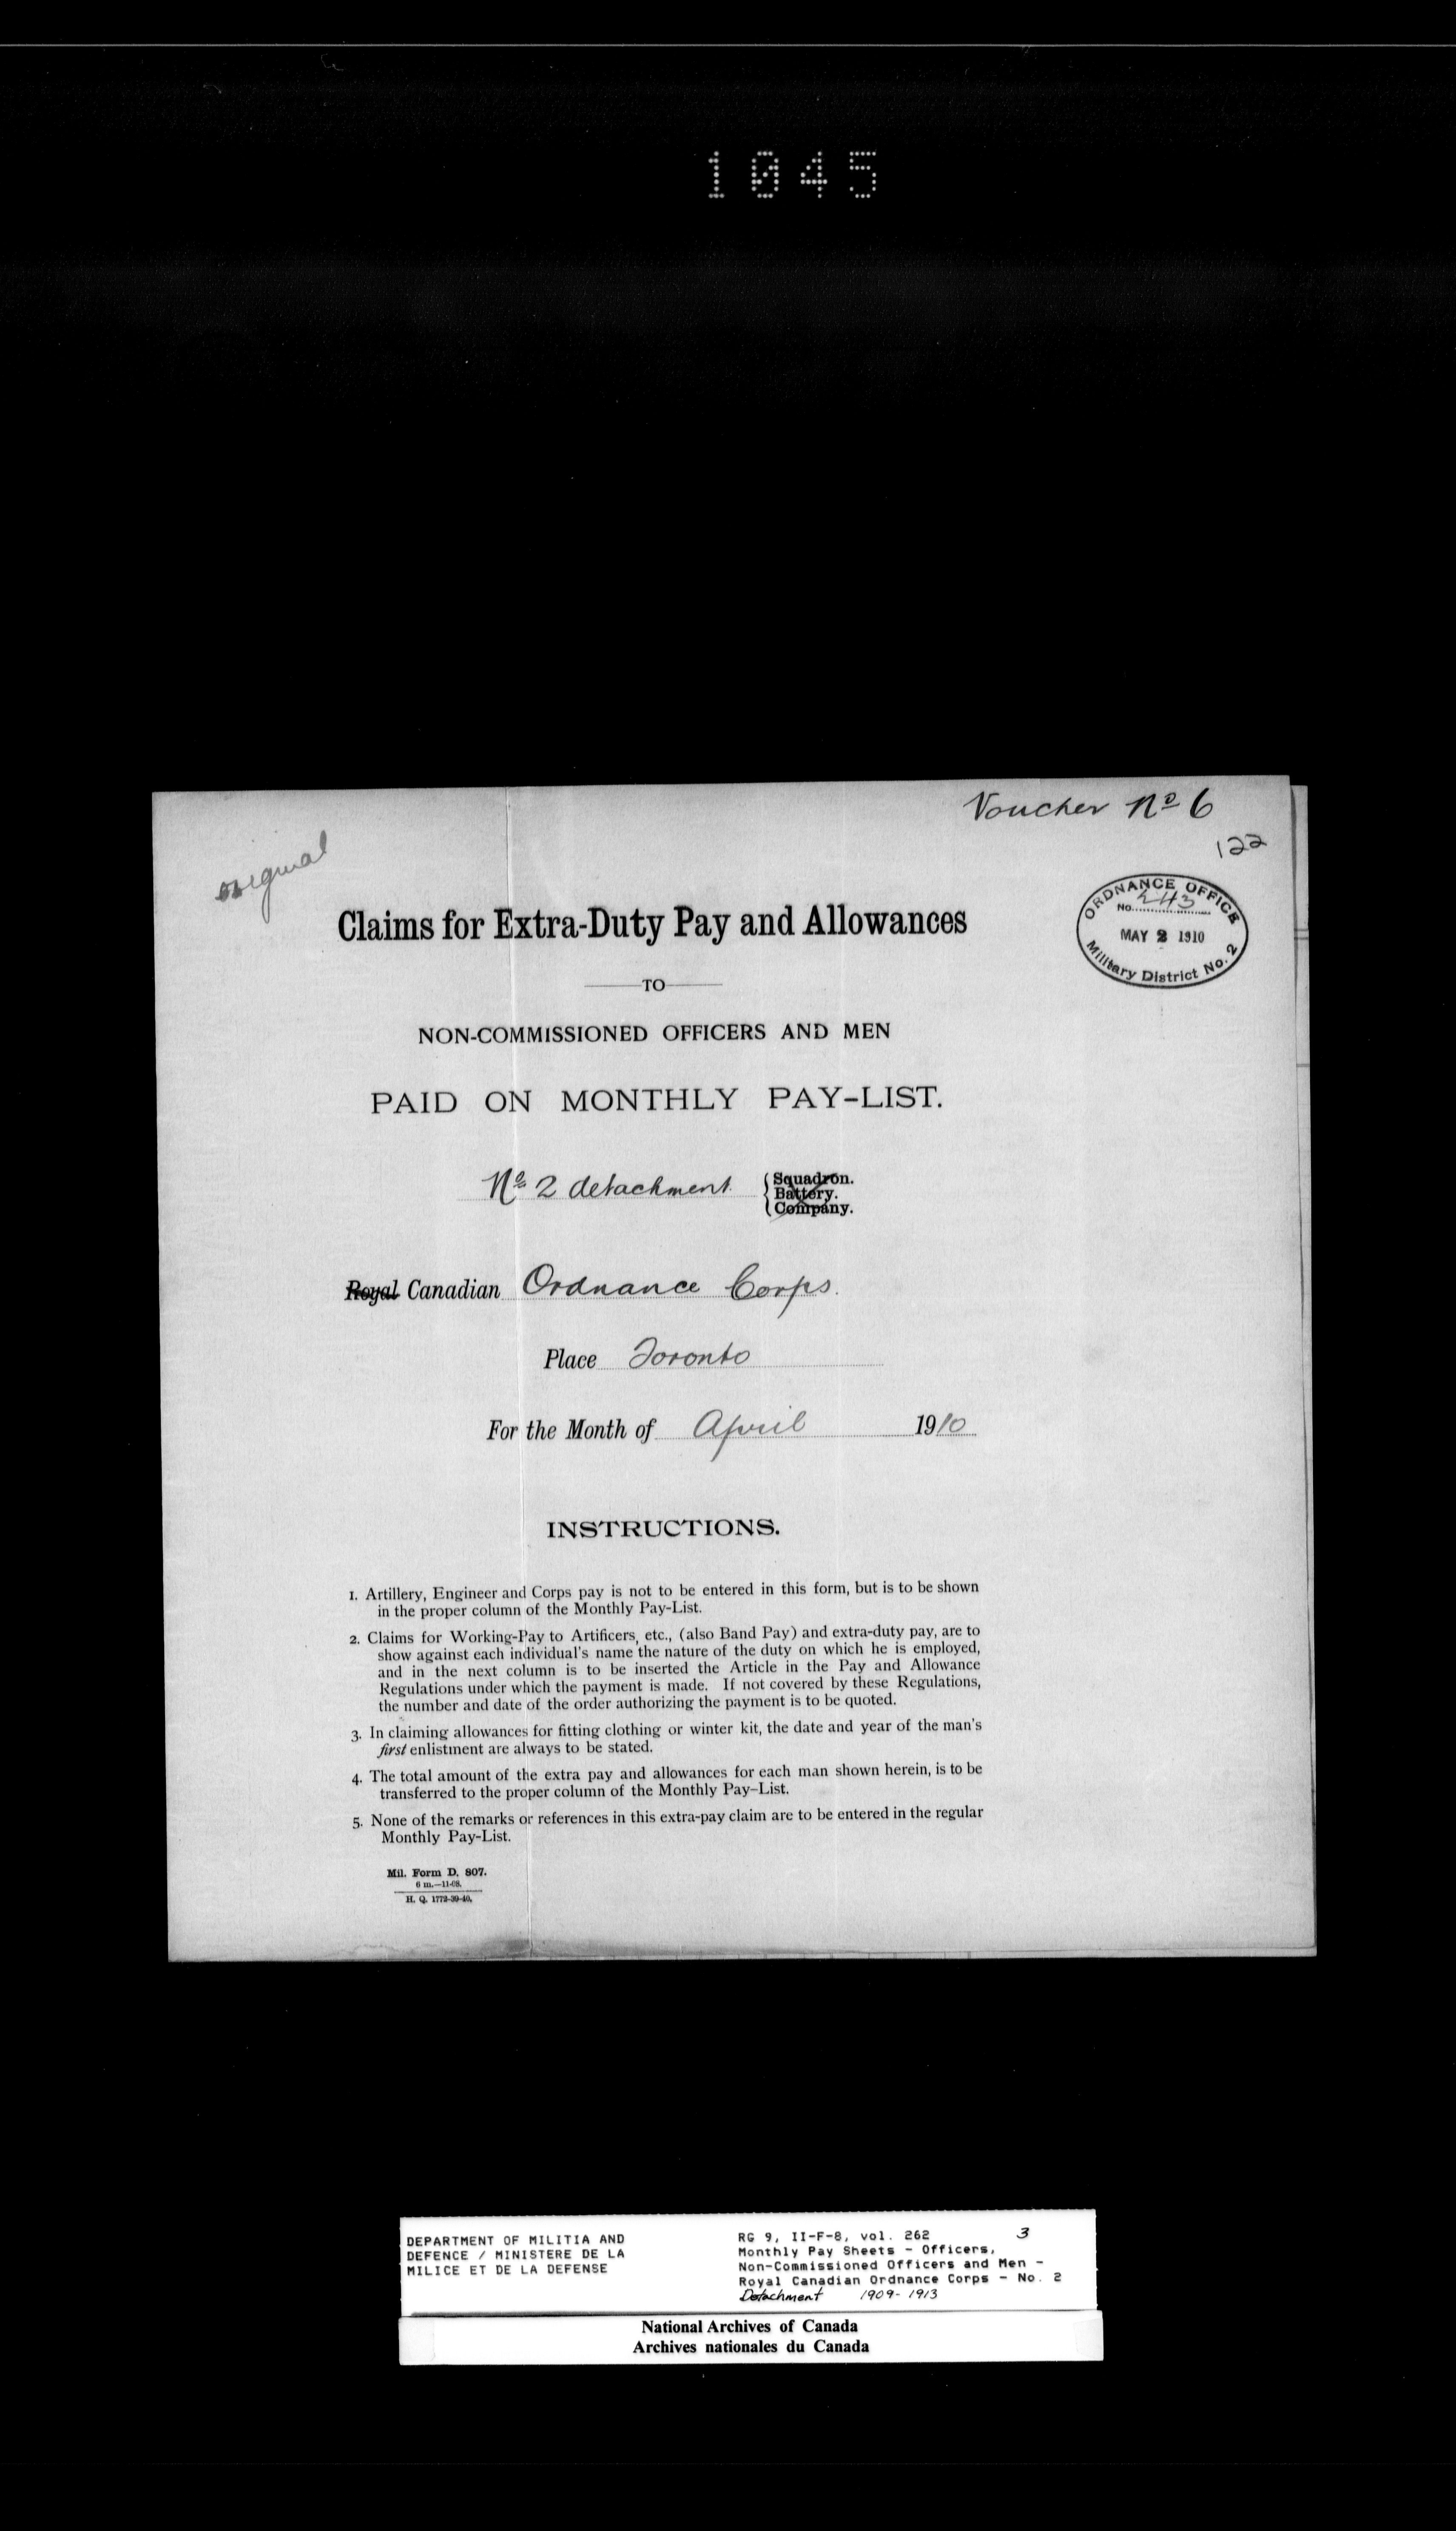 1045
Voucher No 6
122
original
ORDNANCE OFFICE
No. 243
MAY 2 1910
Military District No. 2
Claims for Extra-Duty Pay and Allowances
TO
NON-COMMISSIONED OFFICERS AND MEN
PAID ON MONTHLY PAY-LIST.
No 2 detachment
Squadron.
Battery.
Company.
Royal Canadian Ordnance Corps.
Place Toronto
For the Month of April 1910
INSTRUCTIONS.
1. Artillery, Engineer and Corps pay is not to be entered in this form, but is to be shown
in the proper column of the Monthly Pay-List.
2. Claims for Working-Pay to Artificers, etc., (also Band Pay) and extra-duty pay, are to
show against each individual's name the nature of the duty on which he is employed,
and in the next column is to be inserted the Article in the Pay and Allowance
Regulations under which the payment is made. If not covered by these Regulations,
the number and date of the order authorizing the payment is to be quoted.
3. In claiming allowances for fitting clothing or winter kit, the date and year of the man's
first enlistment are always to be stated.
4. The total amount of the extra pay and allowances for each man shown herein, is to be
transferred to the proper column of the Monthly Pay-List.
5. None of the remarks or references in this extra-pay claim are to be entered in the regular
Monthly Pay-List.
Mil. Form D. 807.
6 m.—11-08.
H. Q. 1772-39-40.
DEPARTMENT OF MILITIA AND
DEFENCE / MINISTERE DE LA
MILICE ET DE LA DEFENSE
RG 9, II-F-8, vol. 262 3
Monthly Pay Sheets - Officers,
Non-Commissioned Officers and Men -
Royal Canadian Ordnance Corps - No. 2
Detachment 1909-1913
National Archives of Canada
Archives nationales du Canada